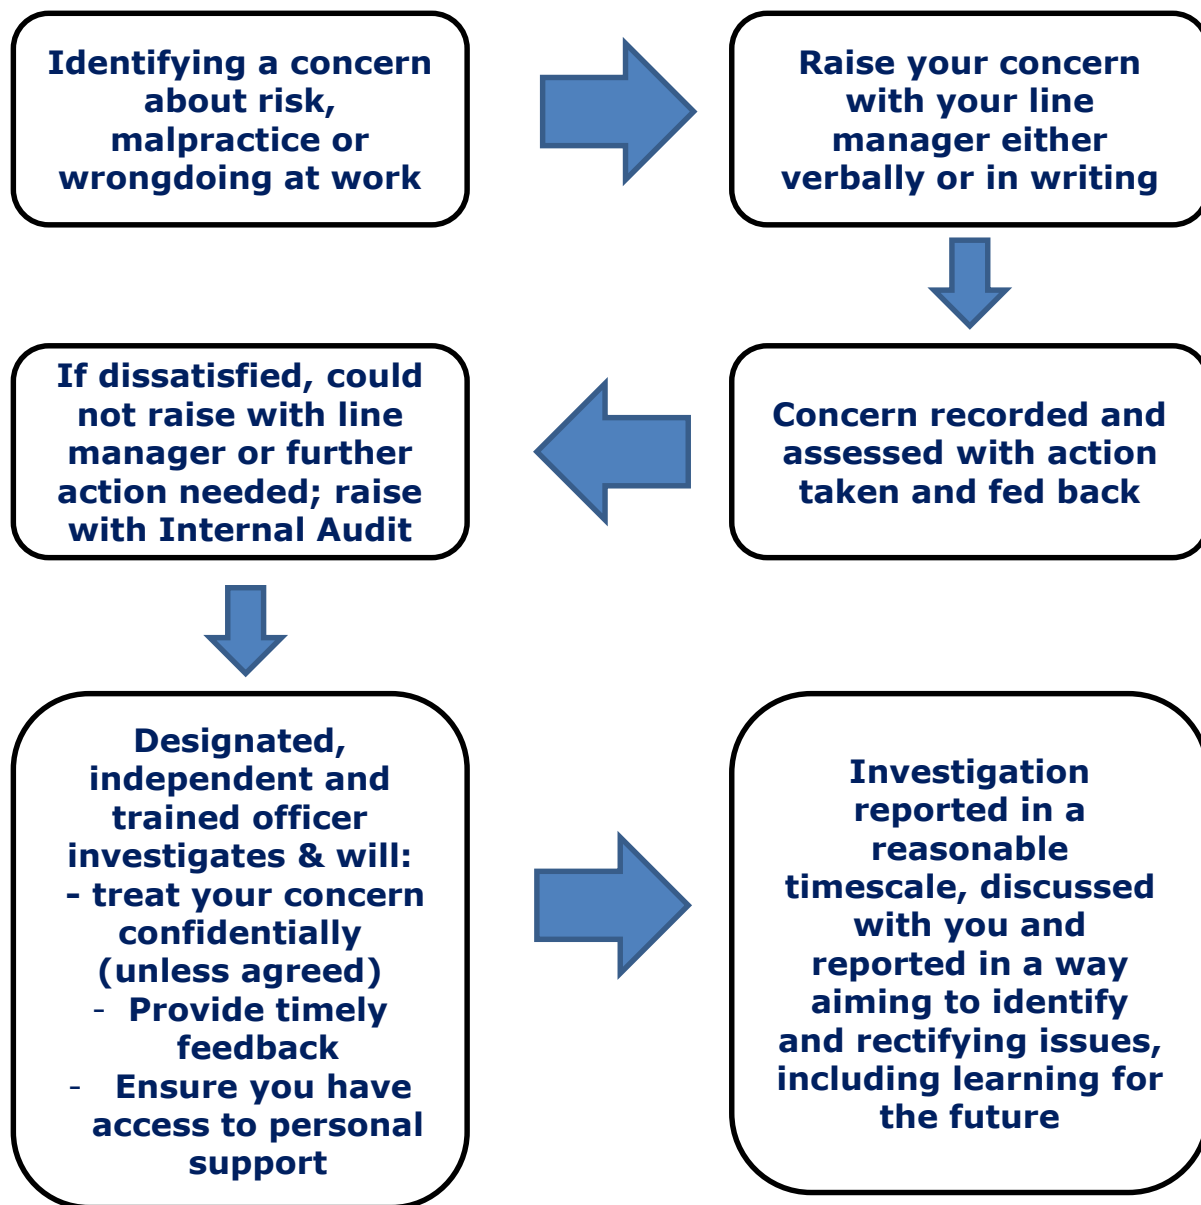 Identifying a concern
about risk,
malpractice or
wrongdoing at work
Raise your concern
with your line
manager either
verbally or in writing
Concern recorded and
assessed with action
taken and fed back
If dissatisfied, could
not raise with line
manager or further
action needed; raise
with Internal Audit
Designated,
independent and
trained officer
investigates & will:
- treat your concern
confidentially
(unless agreed)
- Provide timely
feedback
- Ensure you have
access to personal
support
Investigation
reported in a
reasonable
timescale, discussed
with you and
reported in a way
aiming to identify
and rectifying issues,
including learning for
the future